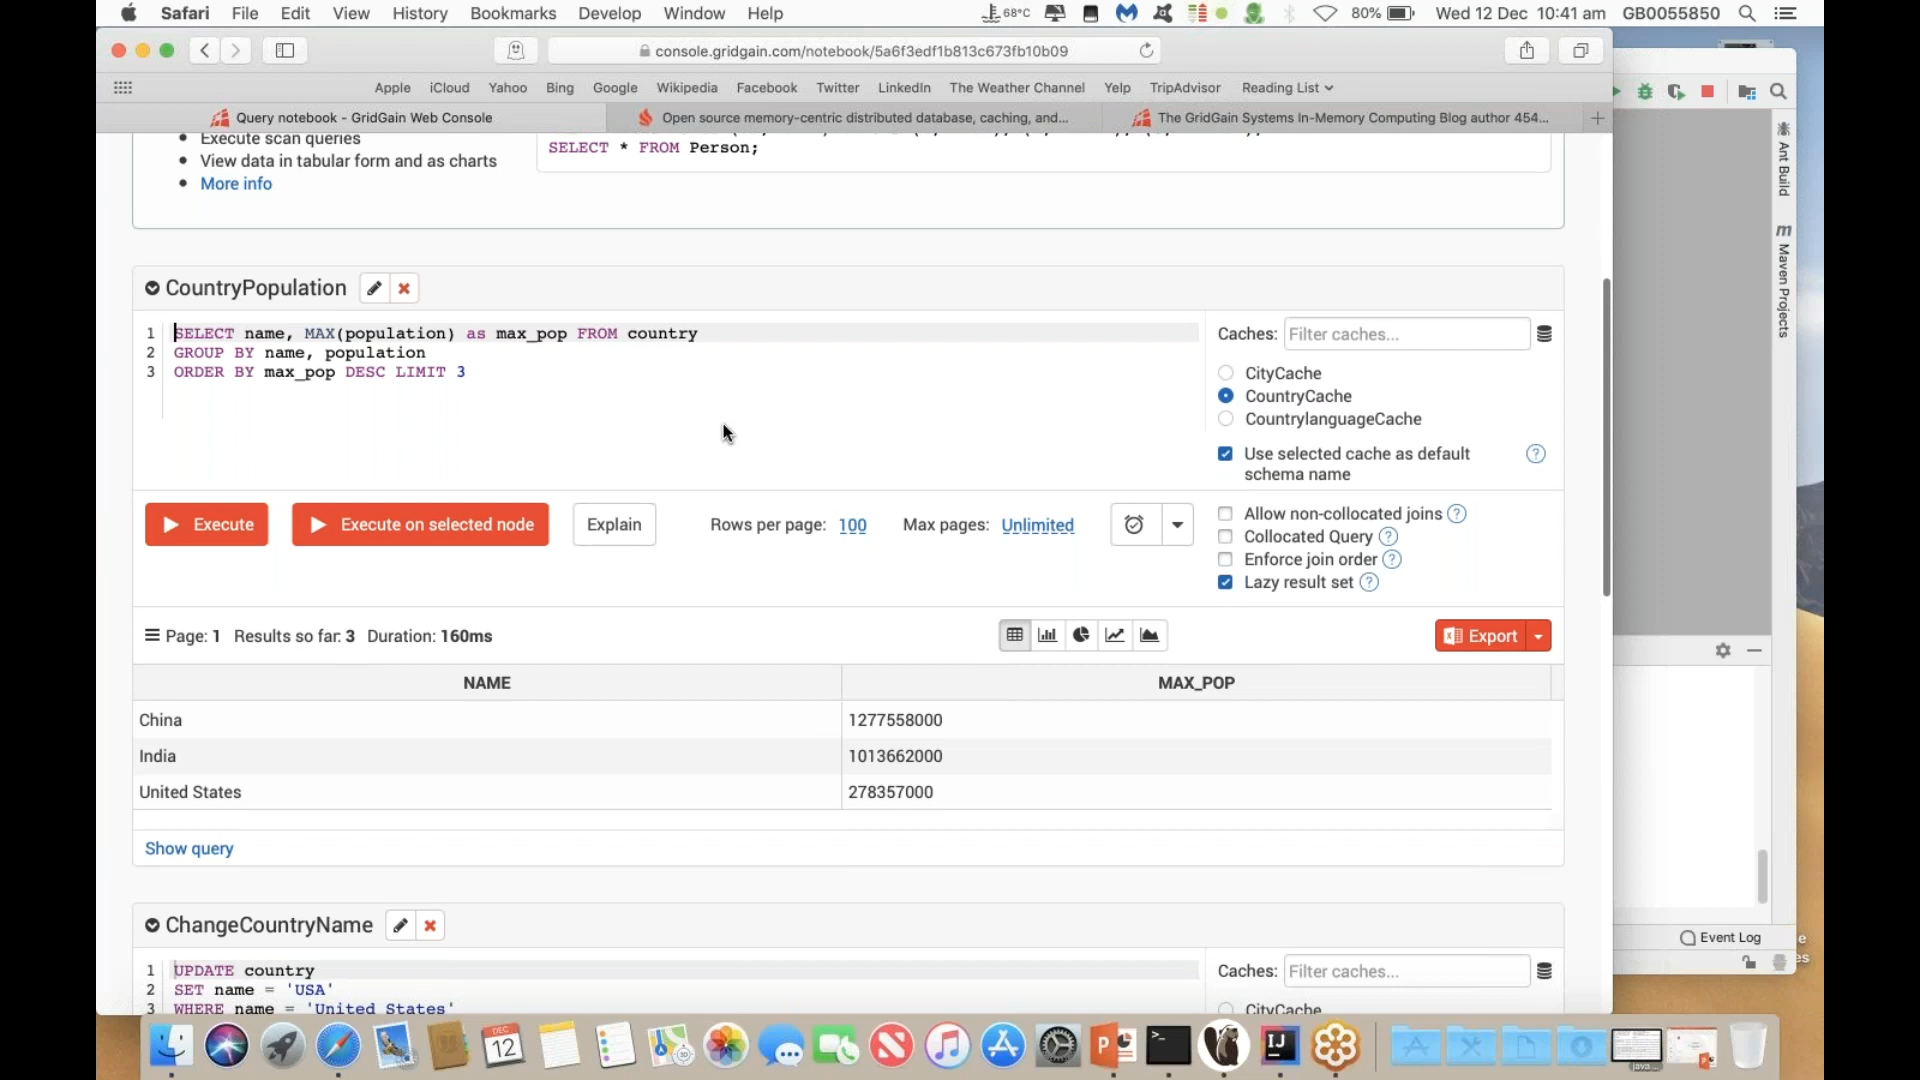 Safari File Edit View History Bookmarks Develop Window Help 68°C 80% Wed 12 Dec 10:41 am GB0055850
console.gridgain.com/notebook/5a6f3edf1b813c673fb10b09
Apple iCloud Yahoo Bing Google Wikipedia Facebook Twitter LinkedIn The Weather Channel Yelp TripAdvisor Reading List
Query notebook - GridGain Web Console
Open source memory-centric distributed database, caching, and...
The GridGain Systems In-Memory Computing Blog author 454...
Execute scan queries
View data in tabular form and as charts
More info
SELECT * FROM Person;
CountryPopulation
1 SELECT name, MAX(population) as max_pop FROM country
2 GROUP BY name, population
3 ORDER BY max_pop DESC LIMIT 3
Caches: Filter caches...
CityCache
CountryCache
CountrylanguageCache
Use selected cache as default
schema name
Execute
Execute on selected node
Explain
Rows per page: 100
Max pages: Unlimited
Allow non-collocated joins
Collocated Query
Enforce join order
Lazy result set
Page: 1 Results so far: 3 Duration: 160ms
Export
NAME MAX_POP
China 1277558000
India 1013662000
United States 278357000
Show query
ChangeCountryName
1 UPDATE country
2 SET name = 'USA'
3 WHERE name = 'United States'
Caches: Filter caches...
CityCache
Ant Build
m Maven Projects
Event Log
DEC
12